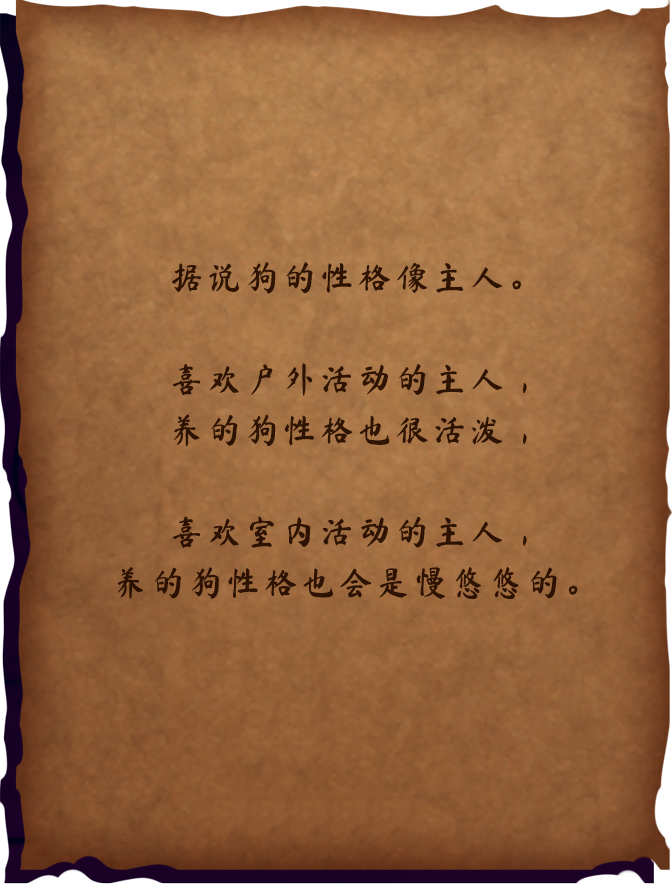 据说狗的性格像主人。
喜欢户外活动的主人，
养的狗性格也很活泼，
喜欢室内活动的主人，
养的狗性格也会是慢悠悠的。